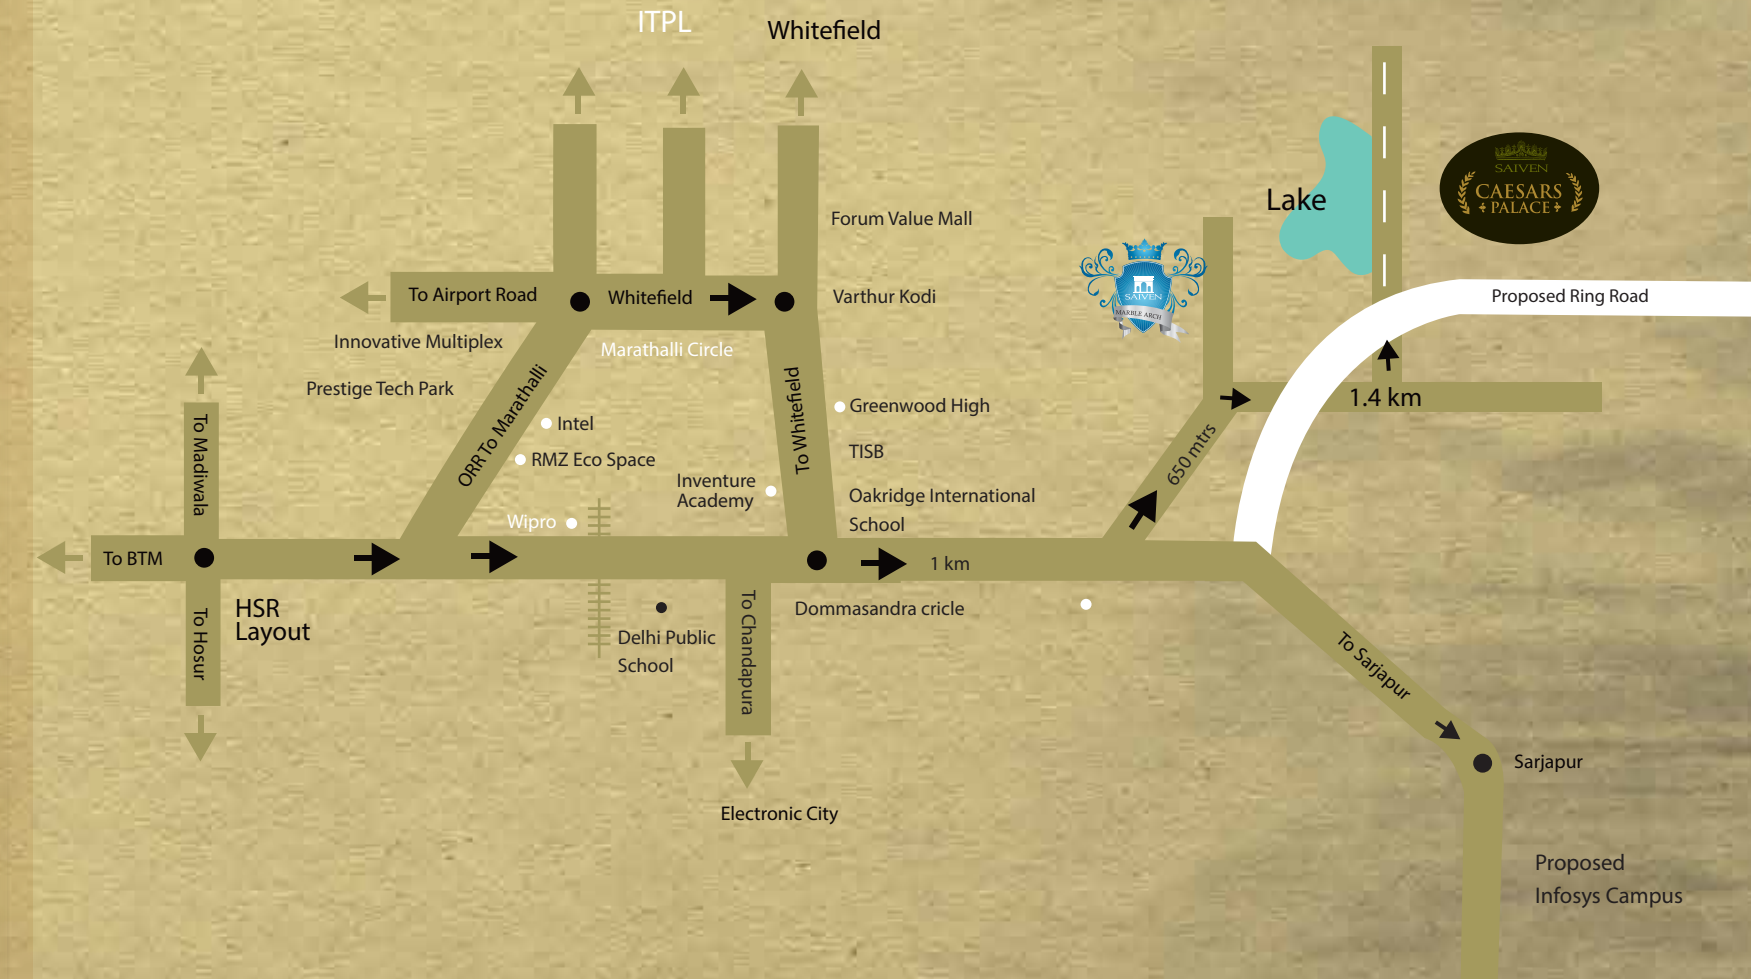 ITPL
Whitefield
Forum Value Mall
Lake
SAIVEN
CAESARS
PALACE
SAIVEN
MARBLE ARCH
To Airport Road
Whitefield
Varthur Kodi
Proposed Ring Road
Innovative Multiplex
Marathalli Circle
Prestige Tech Park
ORR To Marathalli
To Whitefield
Greenwood High
1.4 km
To Madiwala
Intel
TISB
650 mtrs
RMZ Eco Space
Inventure
Academy
Oakridge International
School
Wipro
To BTM
1 km
HSR
Layout
To Hosur
Delhi Public
School
To Chandapura
Dommasandra cricle
To Sarjapur
Sarjapur
Electronic City
Proposed
Infosys Campus